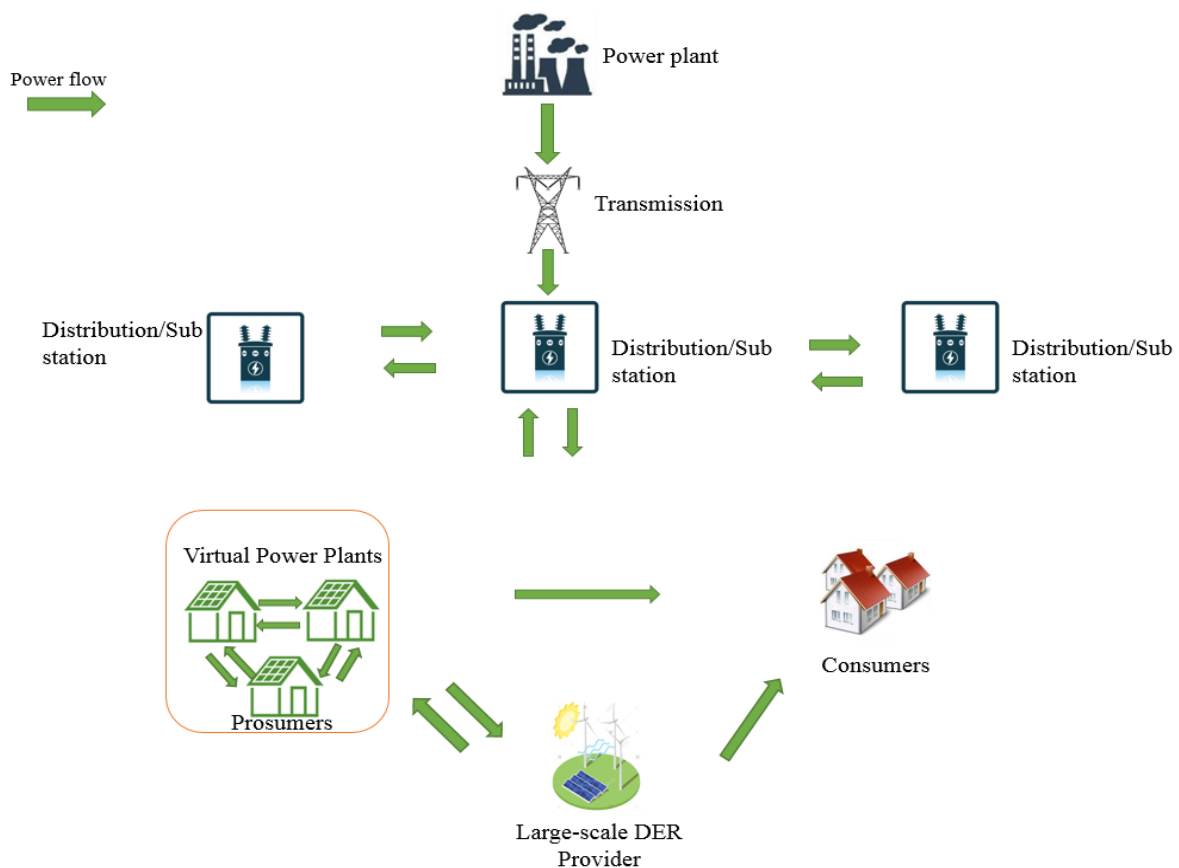 Power plant
Power flow
Transmission
Distribution/Sub
station
Distribution/Sub
station
Distribution/Sub
station
Virtual Power Plants
Prosumers
Consumers
Large-scale DER
Provider